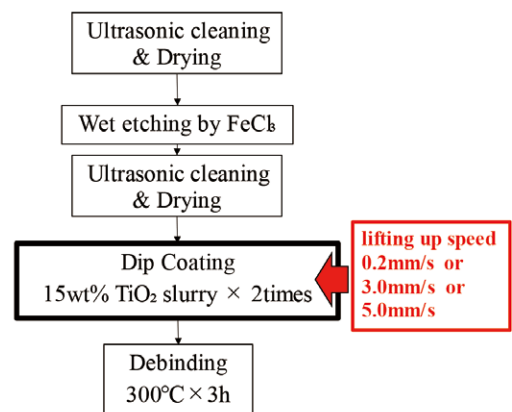 Ultrasonic cleaning
& Drying
Wet etching by FeCl₃
Ultrasonic cleaning
& Drying
Dip Coating
15wt% TiO₂ slurry × 2times
lifting up speed
0.2mm/s or
3.0mm/s or
5.0mm/s
Debinding
300℃ × 3h